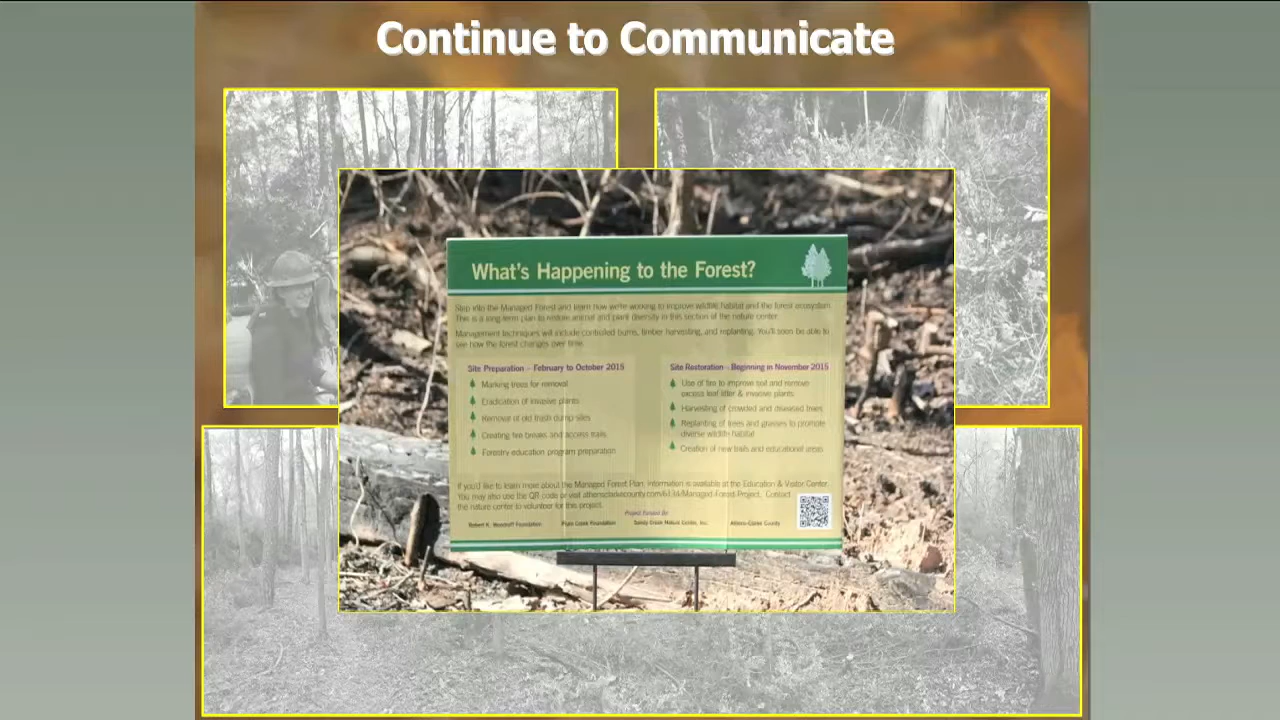 Continue to Communicate
What's Happening to the Forest?
Step into the Managed Forest and learn how we're working to improve wildlife habitat and the forest ecosystem.
This is a long-term plan to restore animal and plant diversity in this section of the nature center.
Management techniques will include controlled burns, timber harvesting, and replanting. You'll soon be able to
see how the forest changes over time.
Site Preparation – February to October 2015
Marking trees for removal
Eradication of invasive plants
Removal of old trash dump sites
Creating fire breaks and access trails
Forestry education program preparation
Site Restoration – Beginning in November 2015
Use of fire to improve soil and remove
excess leaf litter & invasive plants
Harvesting of crowded and diseased trees
Replanting of trees and grasses to promote
diverse wildlife habitat
Creation of new trails and educational areas
If you'd like to learn more about the Managed Forest Plan, information is available at the Education & Visitor Center.
You may also use the QR code or visit Contact
the nature center to volunteer for this project.
Project Funded By:
Robert K. Foundation Plum Creek Foundation Sandy Creek Nature Center, Inc. Athens-Clarke County